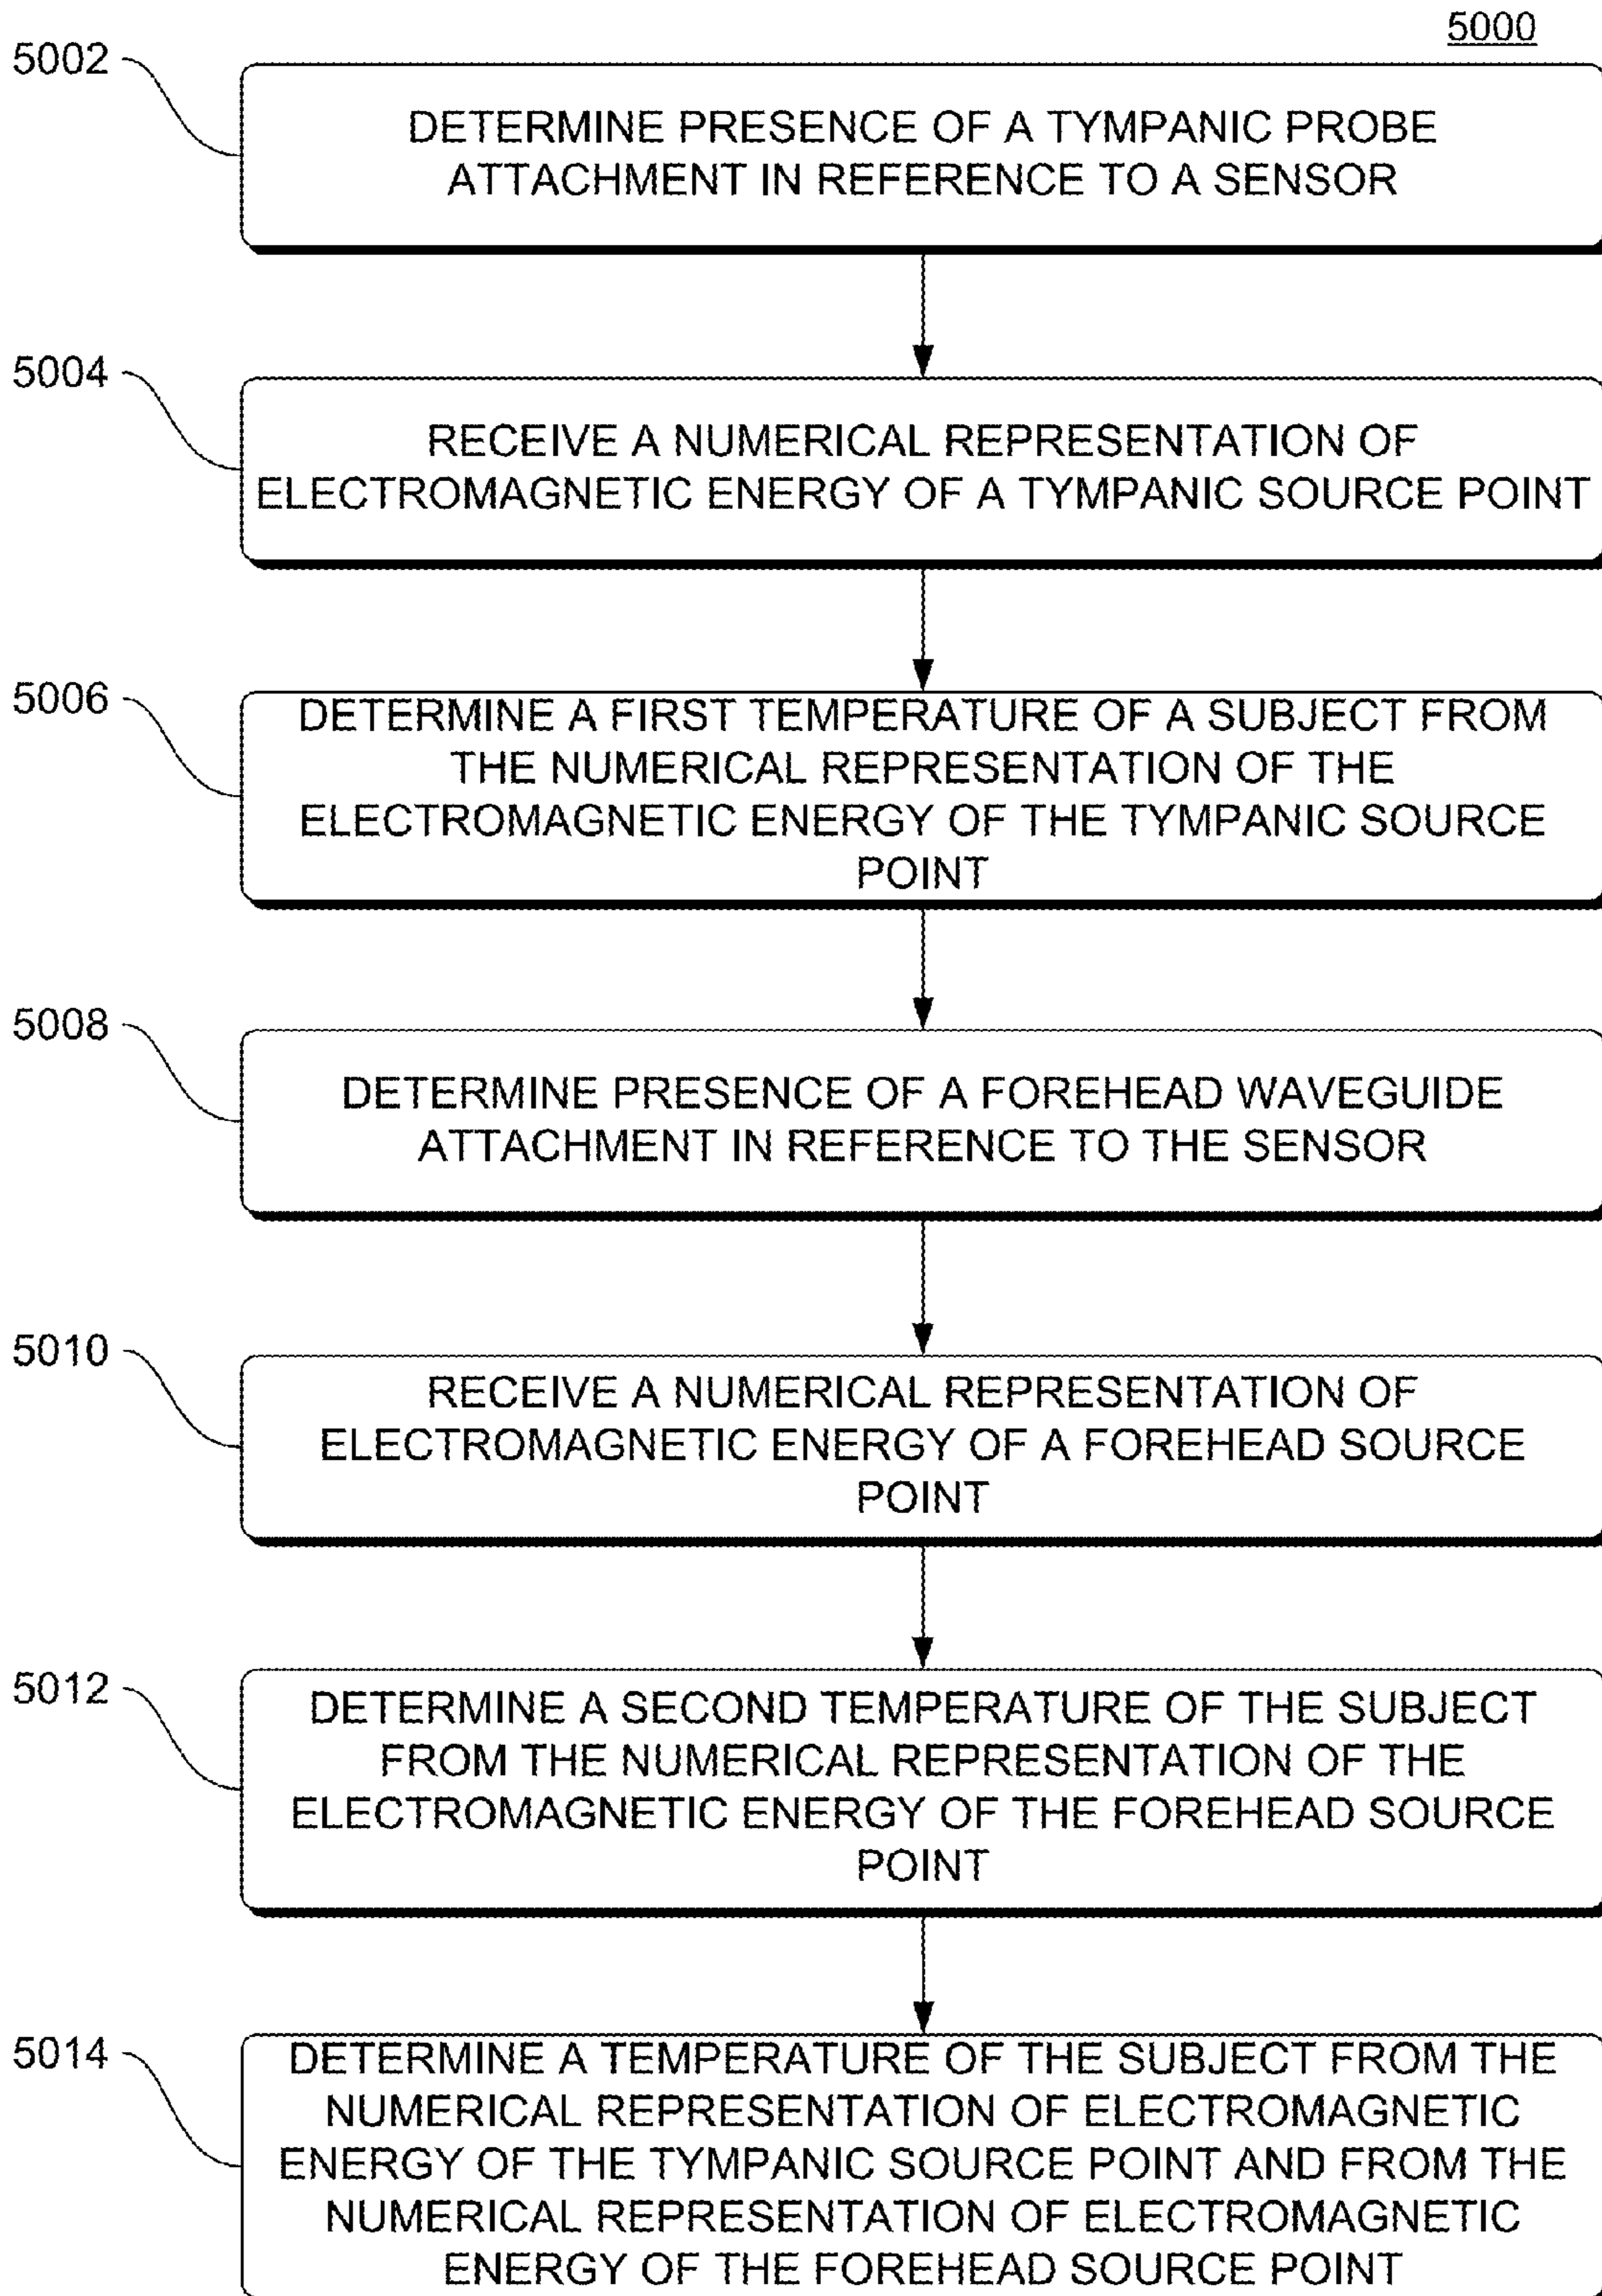 5000
5002
DETERMINE PRESENCE OF A TYMPANIC PROBE
ATTACHMENT IN REFERENCE TO A SENSOR
5004
RECEIVE A NUMERICAL REPRESENTATION OF
ELECTROMAGNETIC ENERGY OF A TYMPANIC SOURCE POINT
5006
DETERMINE A FIRST TEMPERATURE OF A SUBJECT FROM
THE NUMERICAL REPRESENTATION OF THE
ELECTROMAGNETIC ENERGY OF THE TYMPANIC SOURCE
POINT
5008
DETERMINE PRESENCE OF A FOREHEAD WAVEGUIDE
ATTACHMENT IN REFERENCE TO THE SENSOR
5010
RECEIVE A NUMERICAL REPRESENTATION OF
ELECTROMAGNETIC ENERGY OF A FOREHEAD SOURCE
POINT
5012
DETERMINE A SECOND TEMPERATURE OF THE SUBJECT
FROM THE NUMERICAL REPRESENTATION OF THE
ELECTROMAGNETIC ENERGY OF THE FOREHEAD SOURCE
POINT
5014
DETERMINE A TEMPERATURE OF THE SUBJECT FROM THE
NUMERICAL REPRESENTATION OF ELECTROMAGNETIC
ENERGY OF THE TYMPANIC SOURCE POINT AND FROM THE
NUMERICAL REPRESENTATION OF ELECTROMAGNETIC
ENERGY OF THE FOREHEAD SOURCE POINT